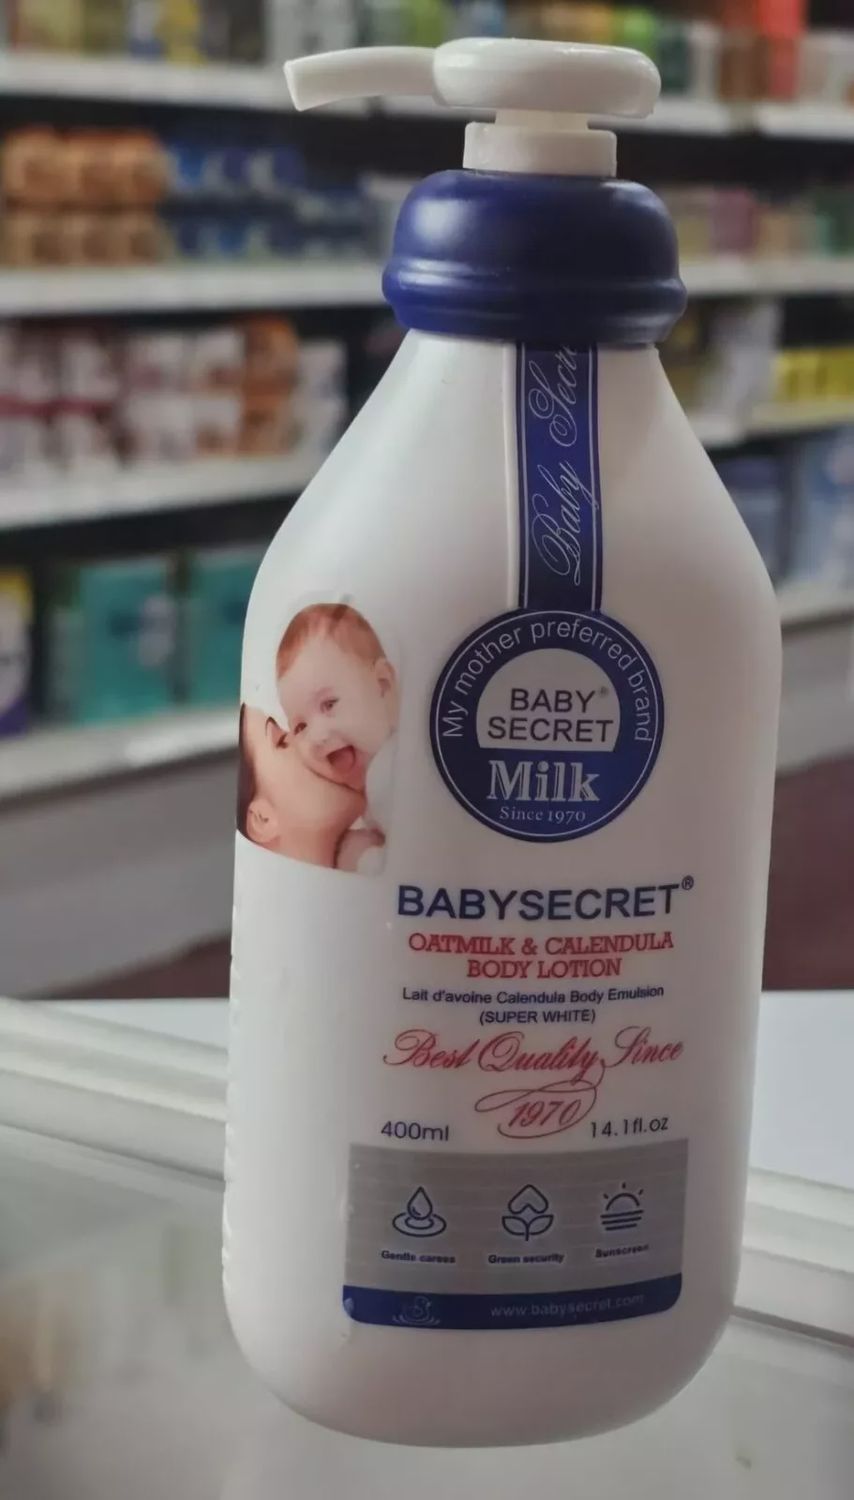 Baby Secre
My mother preferred brand
BABY®
SECRET
Milk
Since 1970
BABYSECRET®
OATMILK & CALENDULA
BODY LOTION
Lait d'avoine Calendula Body Emulsion
(SUPER WHITE)
Best Quality Since
1970
400ml 14.1fl.oz
Gentle caress Green security Sunscreen
www.babysecret.com